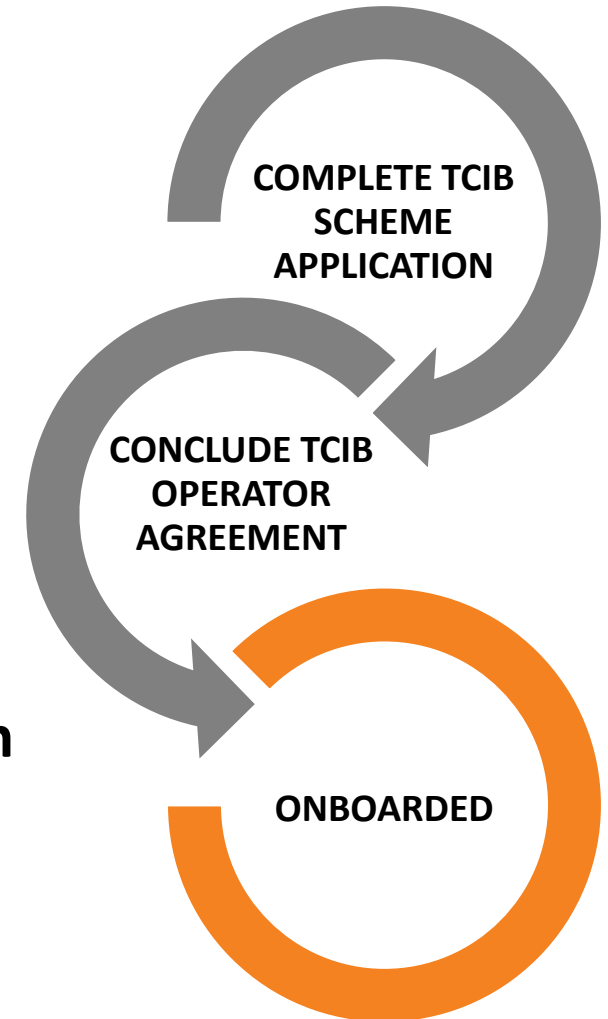 COMPLETE TCIB
SCHEME
APPLICATION
CONCLUDE TCIB
OPERATOR
AGREEMENT
ONBOARDED